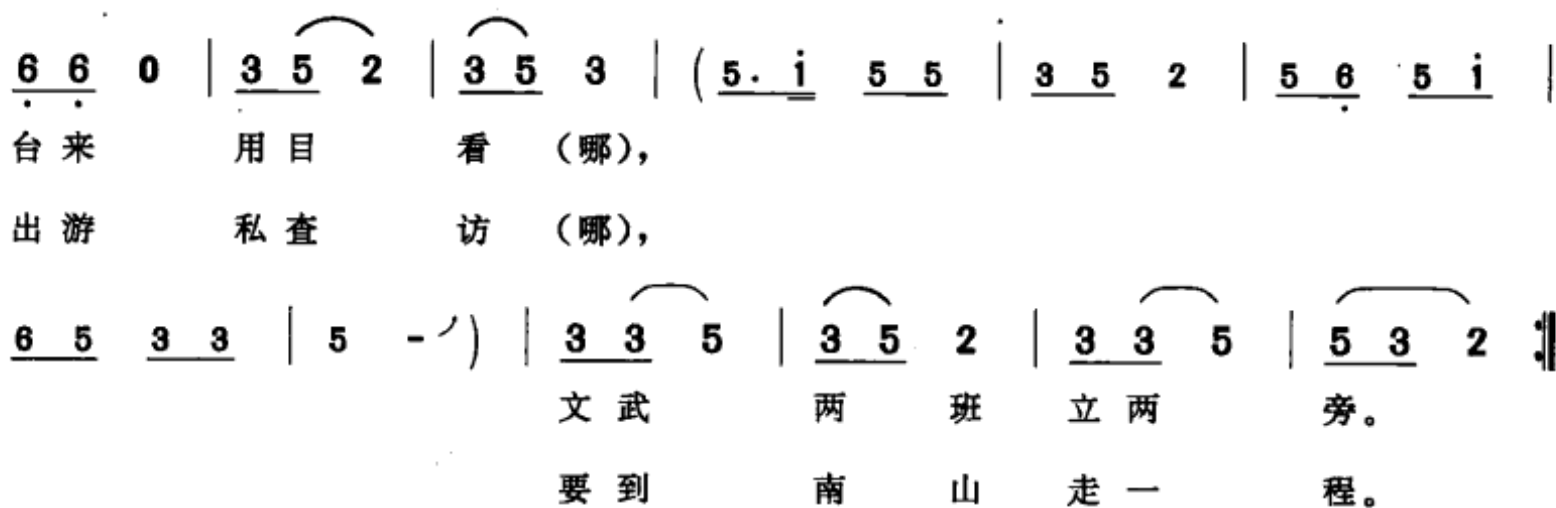 6 6 0 | 3 5 2 | 3 5 3 | ( 5· i 5 5 | 3 5 2 | 5 6 5 i |
台来 用目 看 (哪),
出游 私查 访 (哪),
6 5 3 3 | 5 - ) | 3 3 5 | 3 5 2 | 3 3 5 | 5 3 2 :‖
文武 两 班 立两 旁。
要到 南 山 走一 程。